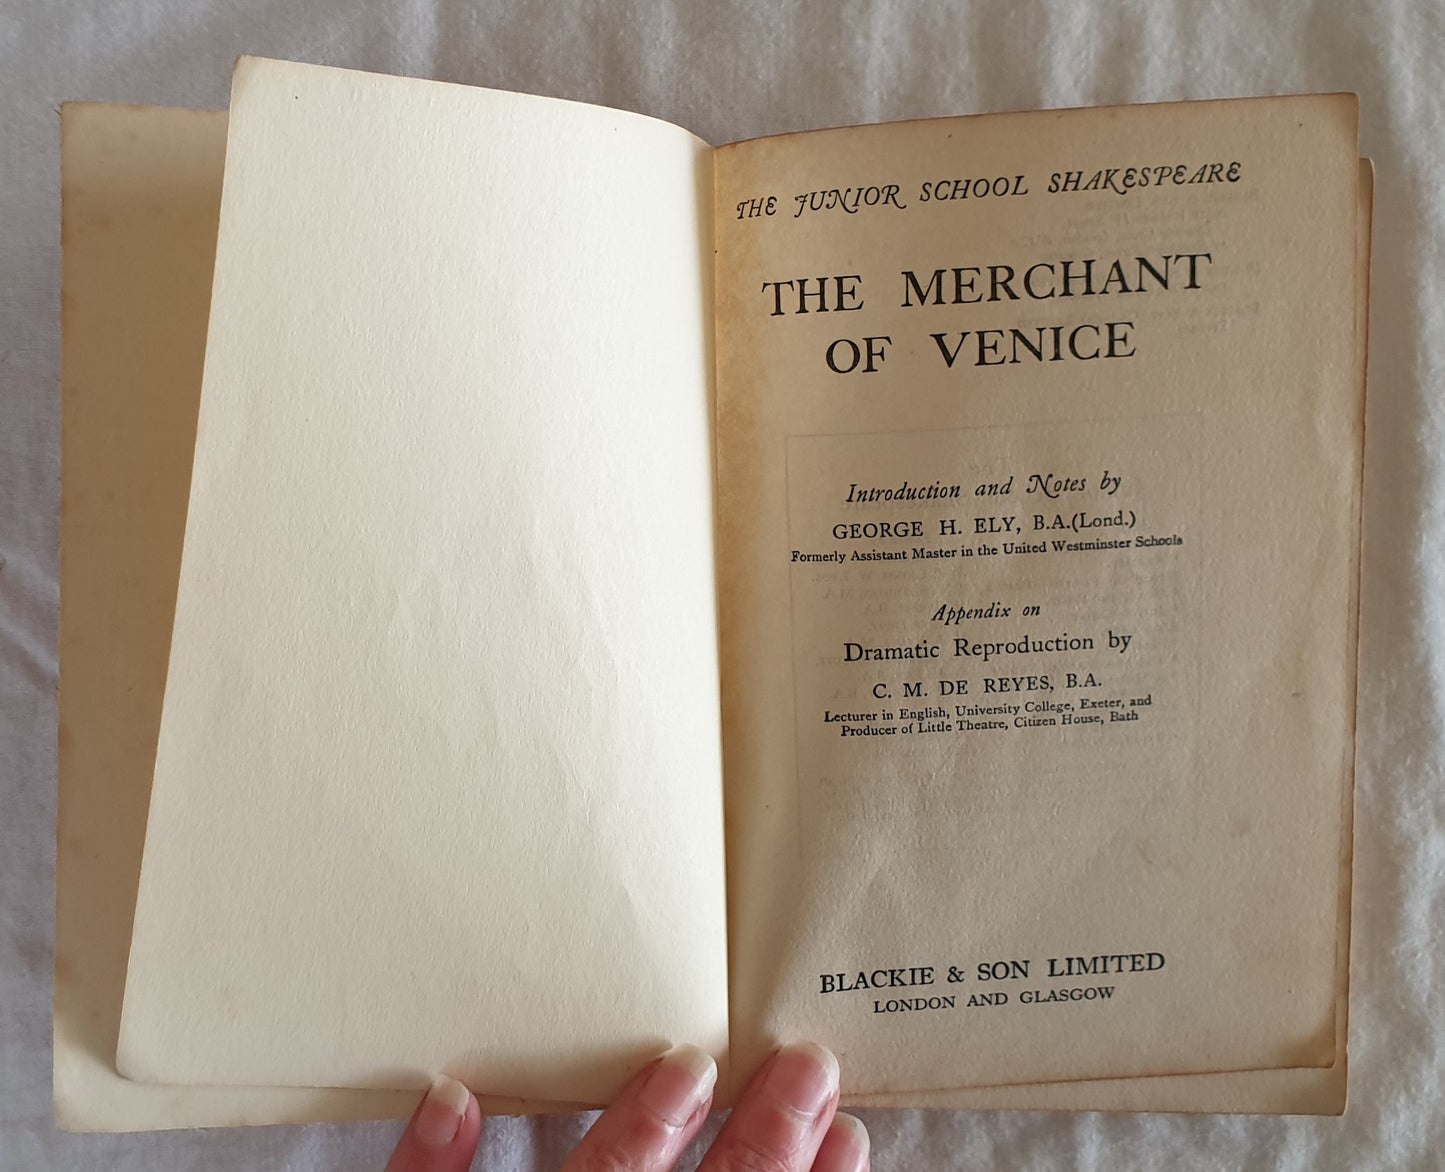 THE JUNIOR SCHOOL SHAKESPEARE
THE MERCHANT
OF VENICE
Introduction and Notes by
GEORGE H. ELY, B.A.(Lond.)
Formerly Assistant Master in the United Westminster Schools
Appendix on
Dramatic Reproduction by
C. M. DE REYES, B.A.
Lecturer in English, University College, Exeter, and
Producer of Little Theatre, Citizen House, Bath
BLACKIE & SON LIMITED
LONDON AND GLASGOW